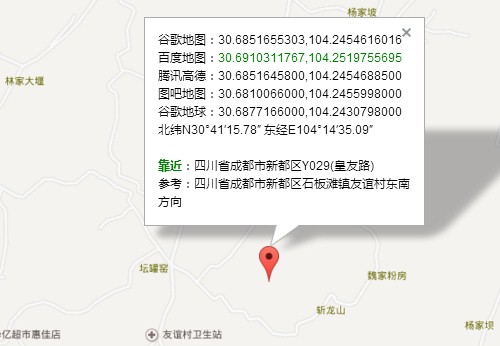 杨家坡
谷歌地图：30.6851655303,104.2454616016
百度地图：30.6910311767,104.2519755695
腾讯高德：30.6851645800,104.2454688500
图吧地图：30.6810066000,104.2455998000
谷歌地球：30.6877166000,104.2430798000
北纬N30°41′15.78″ 东经E104°14′35.09″
靠近：四川省成都市新都区Y029(皇友路)
参考：四川省成都市新都区石板滩镇友谊村东南
方向
林家大堰
坛罐窑
魏家粉房
斩龙山
杨家坝
亿超市惠佳店
友谊村卫生站